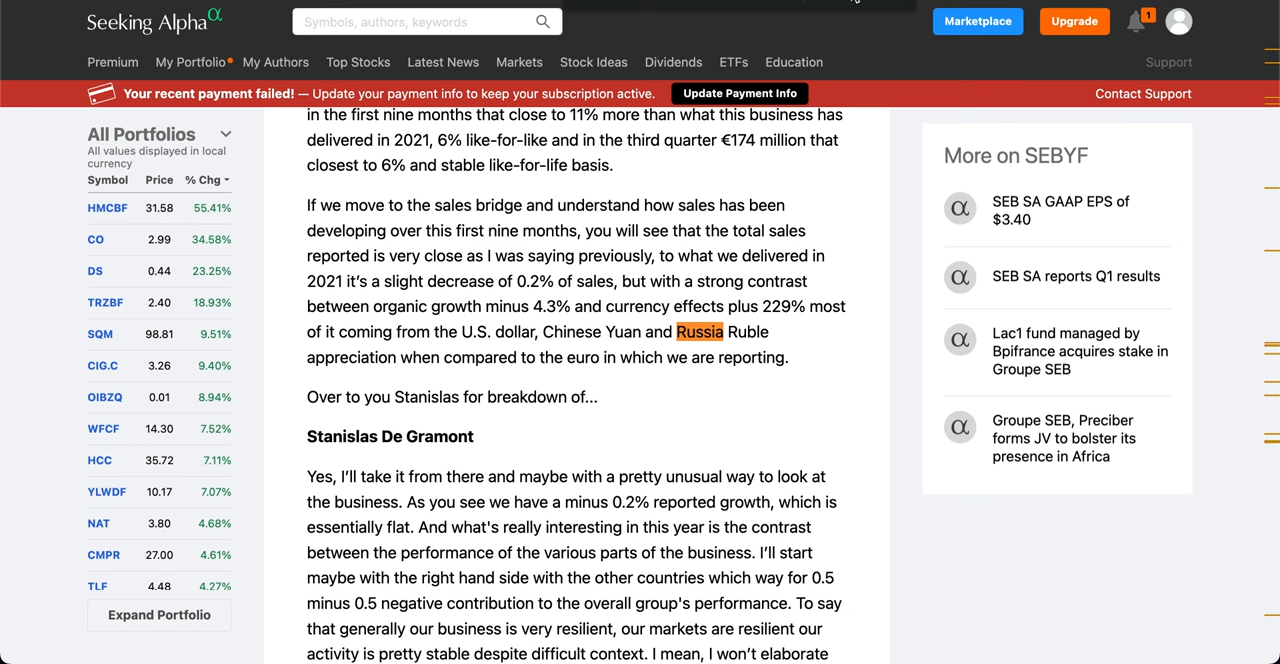 Seeking Alpha α
Symbols, authors, keywords
Marketplace
Upgrade
1
Premium My Portfolio My Authors Top Stocks Latest News Markets Stock Ideas Dividends ETFs Education Support
Your recent payment failed! — Update your payment info to keep your subscription active. Update Payment Info Contact Support
All Portfolios
All values displayed in local
currency
Symbol Price % Chg
HMCBF 31.58 55.41%
CO 2.99 34.58%
DS 0.44 23.25%
TRZBF 2.40 18.93%
SQM 98.81 9.51%
CIG.C 3.26 9.40%
OIBZQ 0.01 8.94%
WFCF 14.30 7.52%
HCC 35.72 7.11%
YLWDF 10.17 7.07%
NAT 3.80 4.68%
CMPR 27.00 4.61%
TLF 4.48 4.27%
Expand Portfolio
in the first nine months that close to 11% more than what this business has
delivered in 2021, 6% like-for-like and in the third quarter €174 million that
closest to 6% and stable like-for-life basis.
If we move to the sales bridge and understand how sales has been
developing over this first nine months, you will see that the total sales
reported is very close as I was saying previously, to what we delivered in
2021 it’s a slight decrease of 0.2% of sales, but with a strong contrast
between organic growth minus 4.3% and currency effects plus 229% most
of it coming from the U.S. dollar, Chinese Yuan and Russia Ruble
appreciation when compared to the euro in which we are reporting.
Over to you Stanislas for breakdown of...
Stanislas De Gramont
Yes, I’ll take it from there and maybe with a pretty unusual way to look at
the business. As you see we have a minus 0.2% reported growth, which is
essentially flat. And what's really interesting in this year is the contrast
between the performance of the various parts of the business. I’ll start
maybe with the right hand side with the other countries which way for 0.5
minus 0.5 negative contribution to the overall group's performance. To say
that generally our business is very resilient, our markets are resilient our
activity is pretty stable despite difficult context. I mean, I won’t elaborate
More on SEBYF
α
SEB SA GAAP EPS of
$3.40
α
SEB SA reports Q1 results
α
Lac1 fund managed by
Bpifrance acquires stake in
Groupe SEB
α
Groupe SEB, Preciber
forms JV to bolster its
presence in Africa